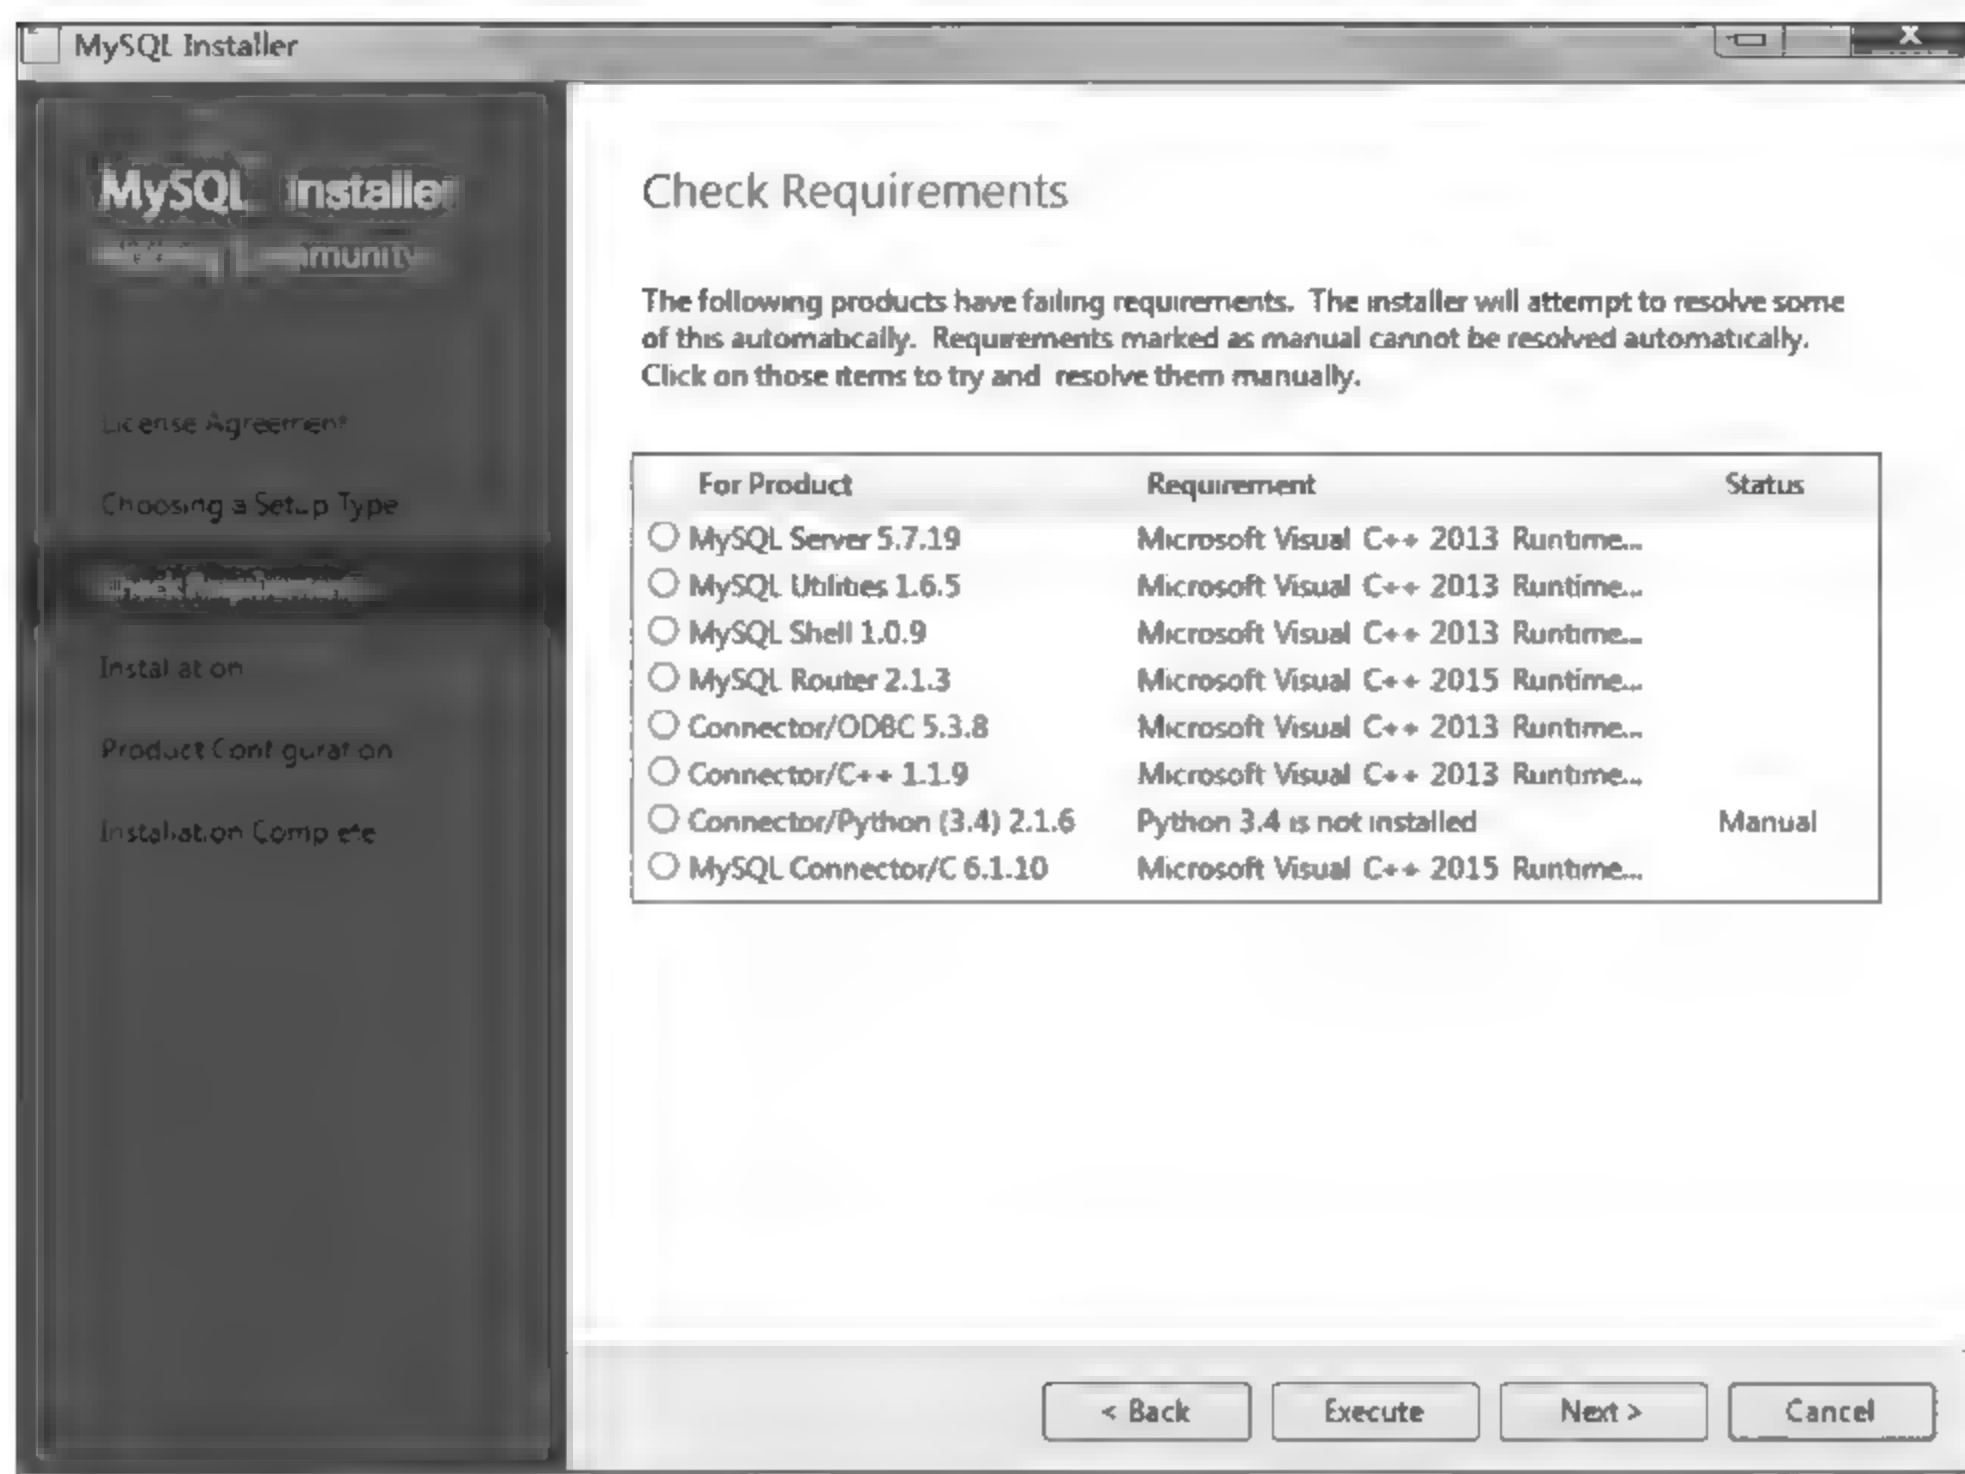 MySQL Installer
MySQL Installer
License Agreement
Choosing a Setup Type
Installation
Product Configuration
Installation Complete
Check Requirements
The following products have failing requirements. The installer will attempt to resolve some
of this automatically. Requirements marked as manual cannot be resolved automatically.
Click on those items to try and resolve them manually.
For Product Requirement Status
MySQL Server 5.7.19 Microsoft Visual C++ 2013 Runtime...
MySQL Utilities 1.6.5 Microsoft Visual C++ 2013 Runtime...
MySQL Shell 1.0.9 Microsoft Visual C++ 2013 Runtime...
MySQL Router 2.1.3 Microsoft Visual C++ 2015 Runtime...
Connector/ODBC 5.3.8 Microsoft Visual C++ 2013 Runtime...
Connector/C++ 1.1.9 Microsoft Visual C++ 2013 Runtime...
Connector/Python (3.4) 2.1.6 Python 3.4 is not installed Manual
MySQL Connector/C 6.1.10 Microsoft Visual C++ 2015 Runtime...
< Back Execute Next > Cancel